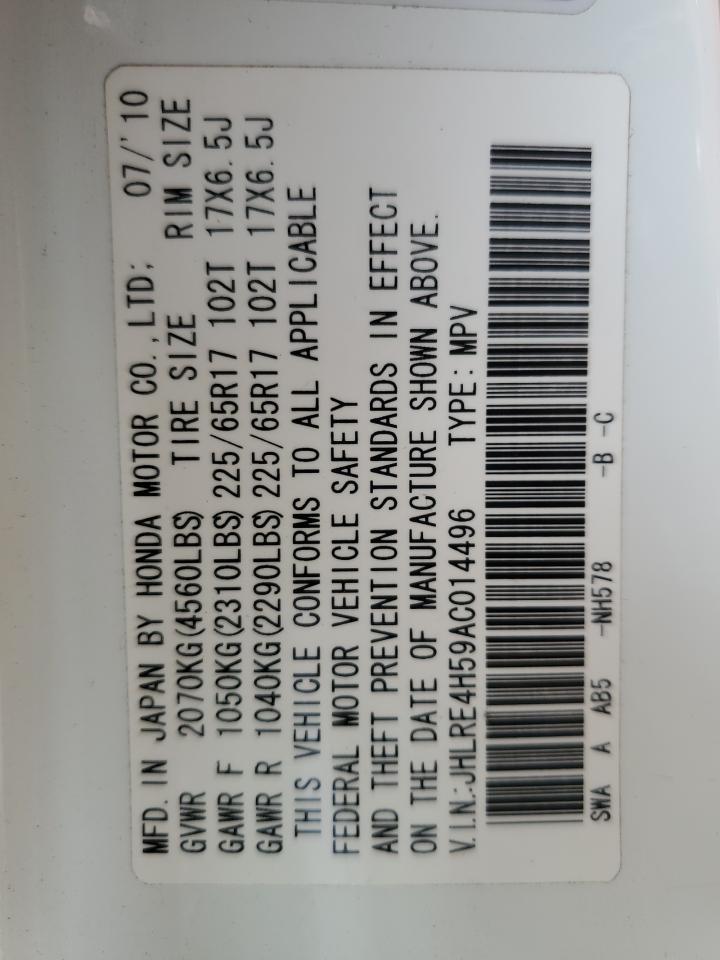 MFD. IN JAPAN BY HONDA MOTOR CO., LTD; 07/'10
GVWR 2070KG(4560LBS) TIRE SIZE RIM SIZE
GAWR F 1050KG(2310LBS) 225/65R17 102T 17X6.5J
GAWR R 1040KG(2290LBS) 225/65R17 102T 17X6.5J
THIS VEHICLE CONFORMS TO ALL APPLICABLE
FEDERAL MOTOR VEHICLE SAFETY
AND THEFT PREVENTION STANDARDS IN EFFECT
ON THE DATE OF MANUFACTURE SHOWN ABOVE.
V.I.N.:JHLRE4H59AC014496 TYPE:MPV
SWA A AB5 -NH578 -B -C